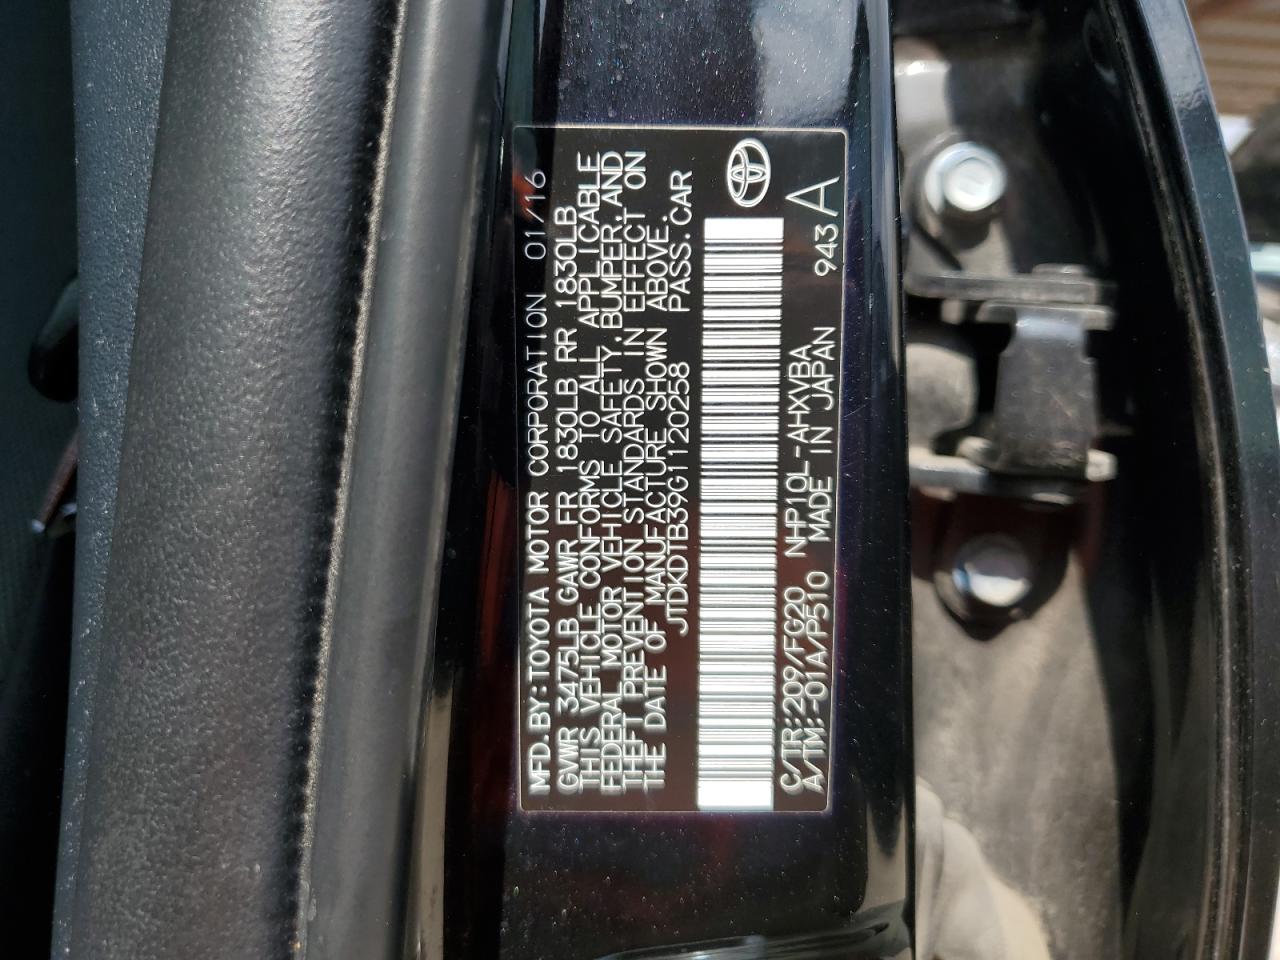 MFD.BY:TOYOTA MOTOR CORPORATION 01/16
GVWR 3475LB GAWR FR 1830LB RR 1830LB
THIS VEHICLE CONFORMS TO ALL APPLICABLE
FEDERAL MOTOR VEHICLE SAFETY,BUMPER,AND
THEFT PREVENTION STANDARDS IN EFFECT ON
THE DATE OF MANUFACTURE SHOWN ABOVE.
JTDKDTB39G1120258 PASS.CAR
C/TR:209/FC20 NHP10L-AHXVBA
A/TM:-01A/P510 MADE IN JAPAN 943A